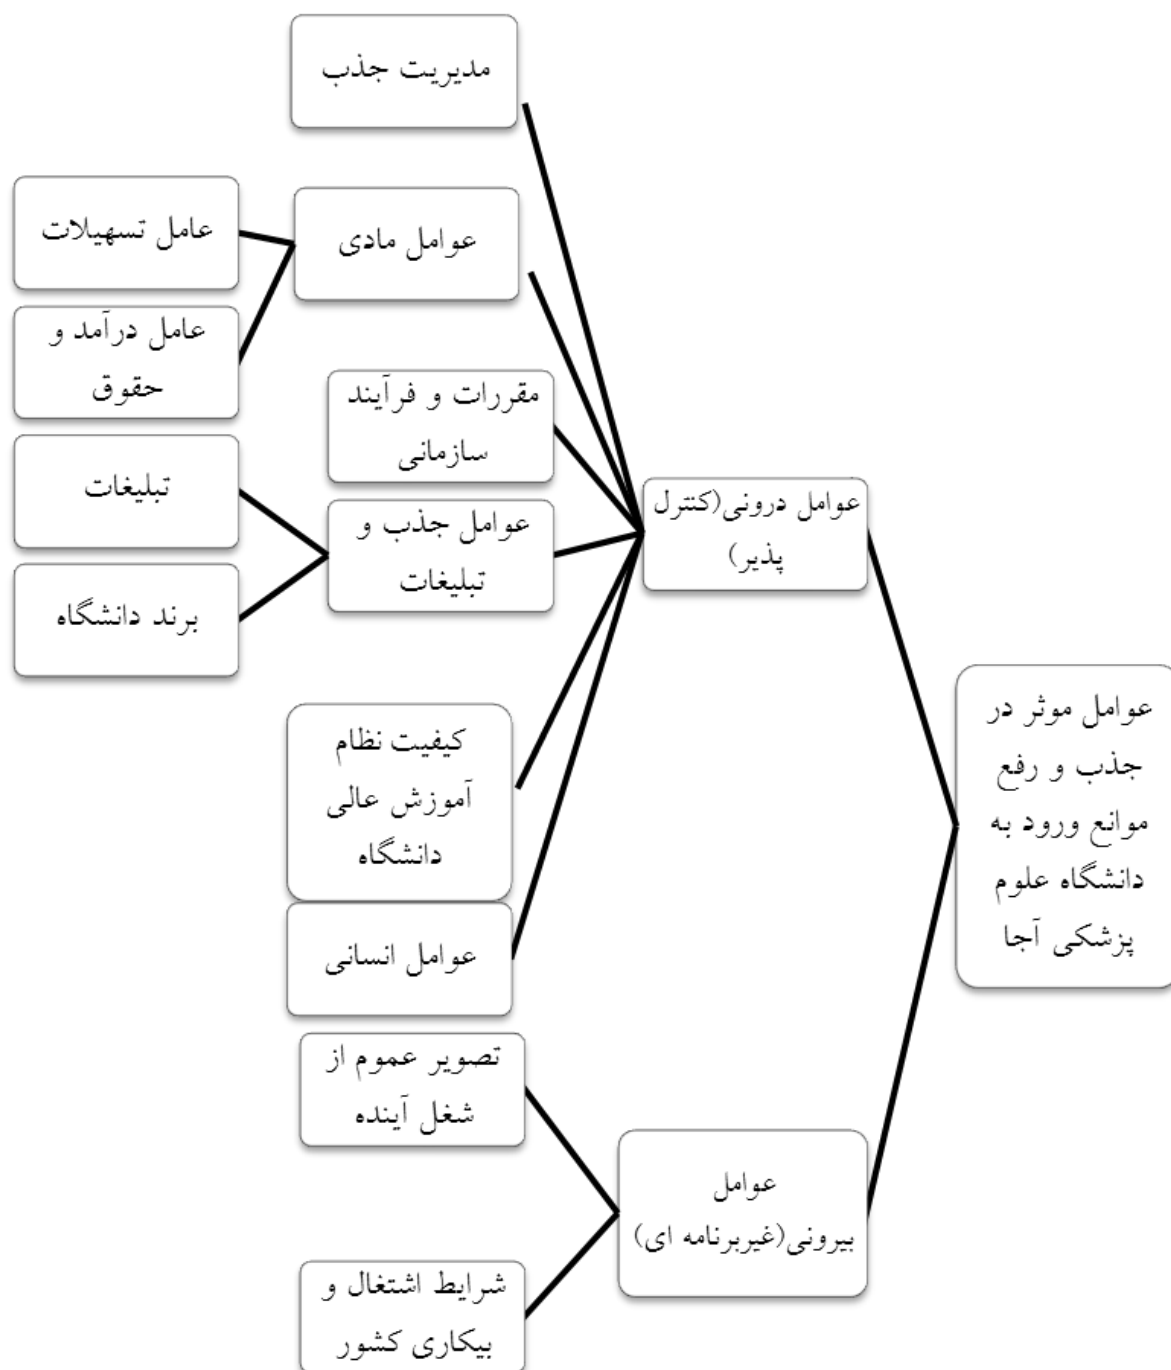 مدیریت جذب
عوامل مادی
عامل تسهیلات
عامل درآمد و
حقوق
مقررات و فرآیند
سازمانی
تبلیغات
عوامل جذب و
تبلیغات
برند دانشگاه
عوامل درونی(کنترل
پذیر)
عوامل موثر در
جذب و رفع
موانع ورود به
دانشگاه علوم
پزشکی آجا
کیفیت نظام
آموزش عالی
دانشگاه
عوامل انسانی
تصویر عموم از
شغل آینده
عوامل
بیرونی(غیربرنامه ای)
شرایط اشتغال و
بیکاری کشور